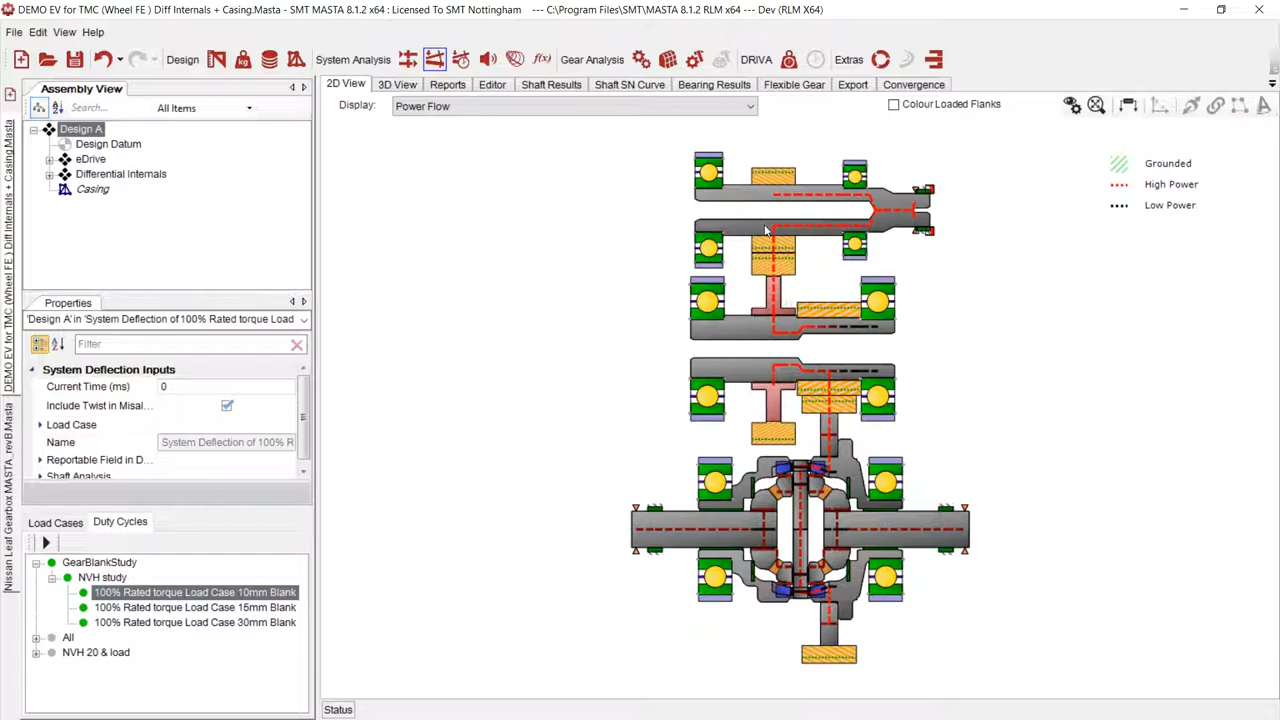 DEMO EV for TMC (Wheel FE ) Diff Internals + Casing.Masta - SMT MASTA 8.1.2 x64 : Licensed To SMT Nottingham --- C:\Program Files\SMT\MASTA 8.1.2 RLM x64 - Dev (RLM X64)
File Edit View Help
Design System Analysis f(x) Gear Analysis DRIVA Extras
Assembly View
Search... All Items
Design A
Design Datum
eDrive
Differential Internals
Casing
Properties
'Design A' in 'System Deflection of 100% Rated torque Load
Filter
System Deflection Inputs
Current Time (ms) 0
Include Twist in Misal...
Load Case
Name System Deflection of 100% R
Reportable Field in D...
Shaft Analysis
Load Cases Duty Cycles
GearBlankStudy
NVH study
100% Rated torque Load Case 10mm Blank
100% Rated torque Load Case 15mm Blank
100% Rated torque Load Case 30mm Blank
All
NVH 20 & load
DEMO EV for TMC (Wheel FE ) Diff Internals + Casing.Masta
Nissan Leaf Gearbox MASTA_revB.Masta
2D View 3D View Reports Editor Shaft Results Shaft SN Curve Bearing Results Flexible Gear Export Convergence
Display: Power Flow Colour Loaded Flanks
Grounded
High Power
Low Power
Status